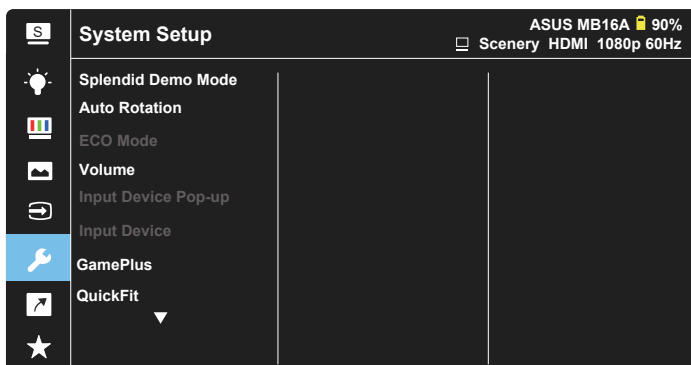 S
System Setup
ASUS MB16A 90%
Scenery HDMI 1080p 60Hz
Splendid Demo Mode
Auto Rotation
ECO Mode
Volume
Input Device Pop-up
Input Device
GamePlus
QuickFit